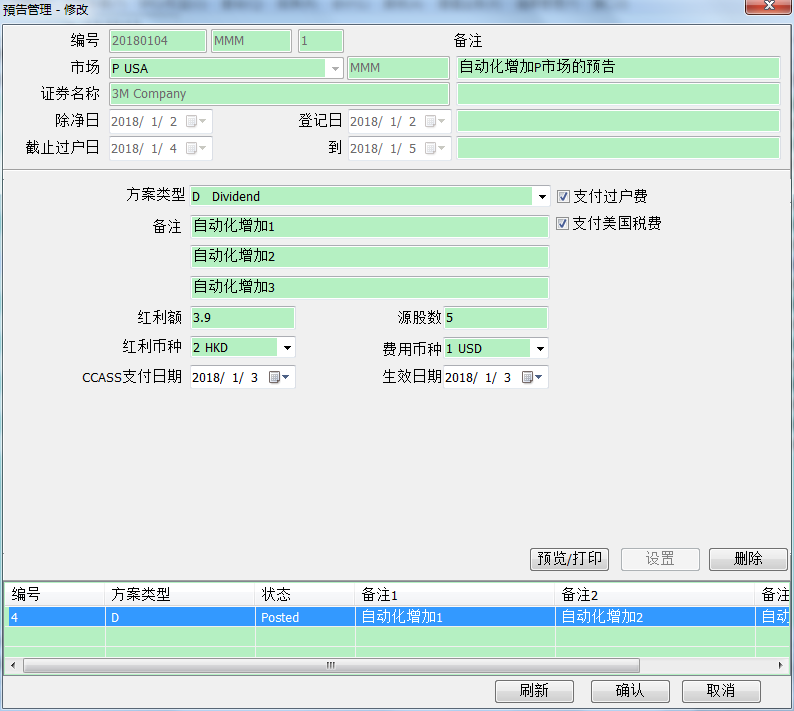 预告管理 - 修改
编号 20180104 MMM 1 备注
市场 P USA MMM 自动化增加P市场的预告
证券名称 3M Company
除净日 2018/ 1/ 2 登记日 2018/ 1/ 2
截止过户日 2018/ 1/ 4 到 2018/ 1/ 5
方案类型 D Dividend 支付过户费
备注 自动化增加1 支付美国税费
自动化增加2
自动化增加3
红利额 3.9 源股数 5
红利币种 2 HKD 费用币种 1 USD
CCASS支付日期 2018/ 1/ 3 生效日期 2018/ 1/ 3
预览/打印 设置 删除
编号 方案类型 状态 备注1 备注2 备注
4 D Posted 自动化增加1 自动化增加2 自动
刷新 确认 取消